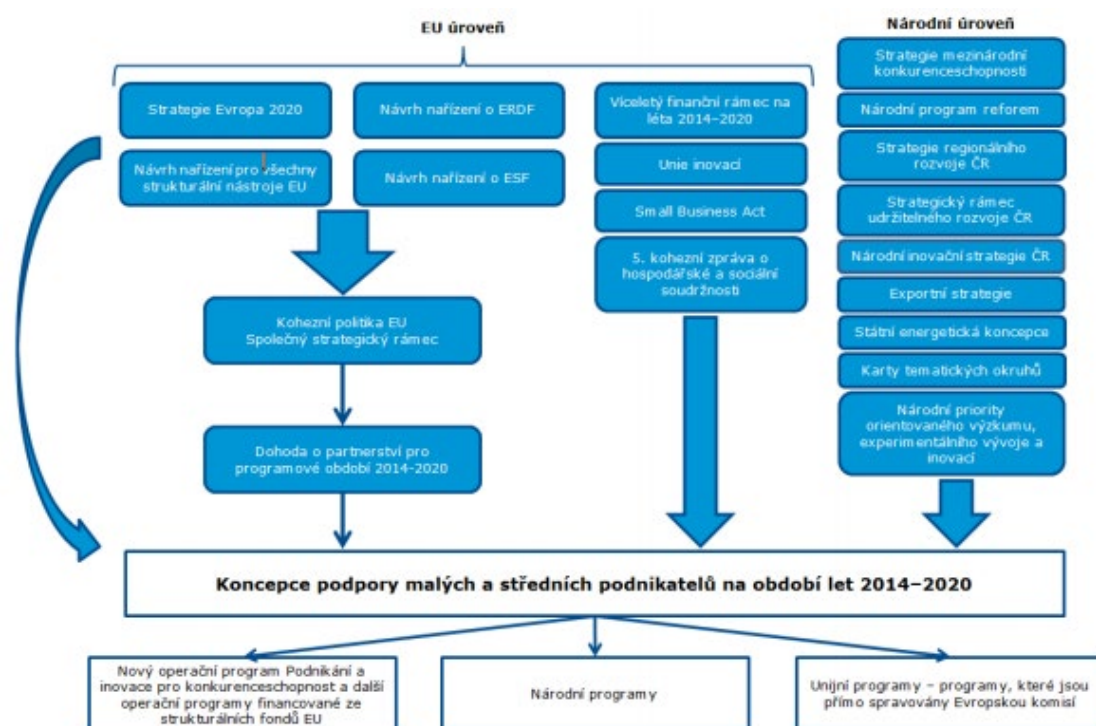 EU úroveň
Národní úroveň
Strategie Evropa 2020
Návrh nařízení o ERDF
Návrh nařízení pro všechny
strukturální nástroje EU
Návrh nařízení o ESF
Kohezní politika EU
Společný strategický rámec
Dohoda o partnerství pro
programové období 2014-2020
Víceletý finanční rámec na
léta 2014–2020
Unie inovací
Small Business Act
5. kohezní zpráva o
hospodářské a sociální
soudržnosti
Strategie mezinárodní
konkurenceschopnosti
Národní program reforem
Strategie regionálního
rozvoje ČR
Strategický rámec
udržitelného rozvoje ČR
Národní inovační strategie ČR
Exportní strategie
Státní energetická koncepce
Karty tematických okruhů
Národní priority
orientovaného výzkumu,
experimentálního vývoje a
inovací
Koncepce podpory malých a středních podnikatelů na období let 2014–2020
Nový operační program Podnikání a
inovace pro konkurenceschopnost a další
operační programy financované ze
strukturálních fondů EU
Národní programy
Unijní programy – programy, které jsou
přímo spravovány Evropskou komisí